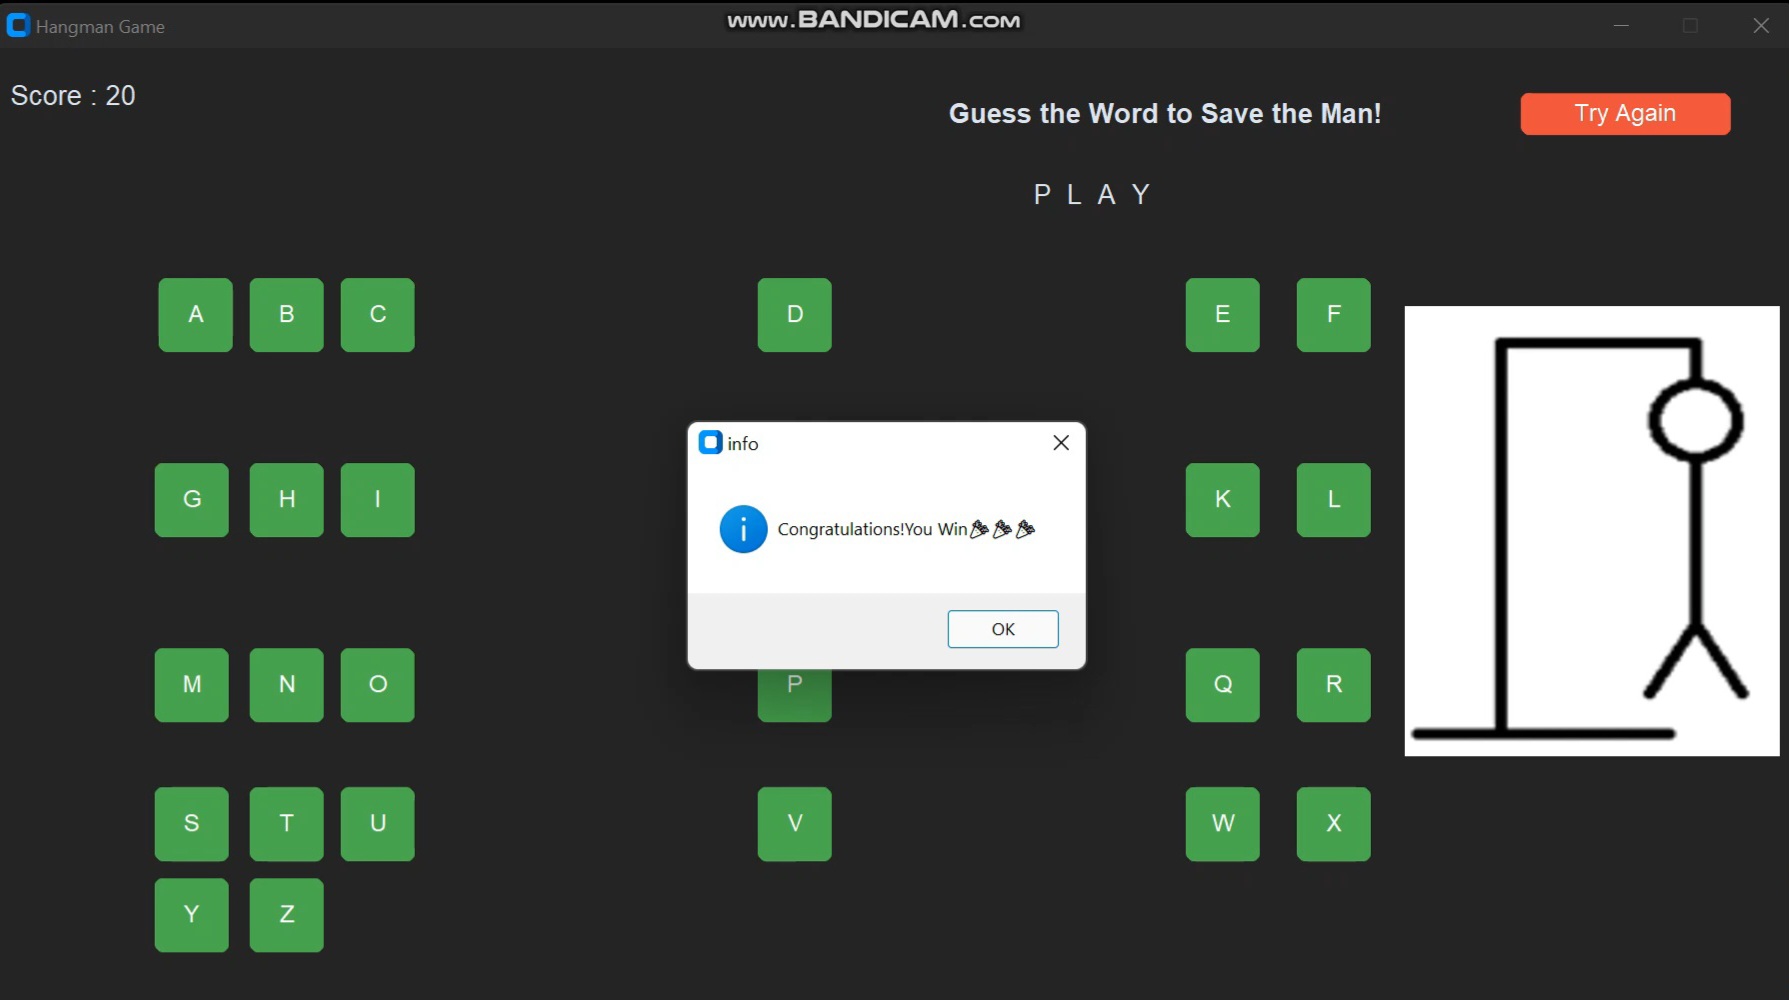 www.BANDICAM.com
Hangman Game
Score : 20
Guess the Word to Save the Man!
Try Again
P L A Y
A B C D E F
info
G H I K L
Congratulations!You Win🎉🎉🎉
OK
M N O P Q R
S T U V W X
Y Z